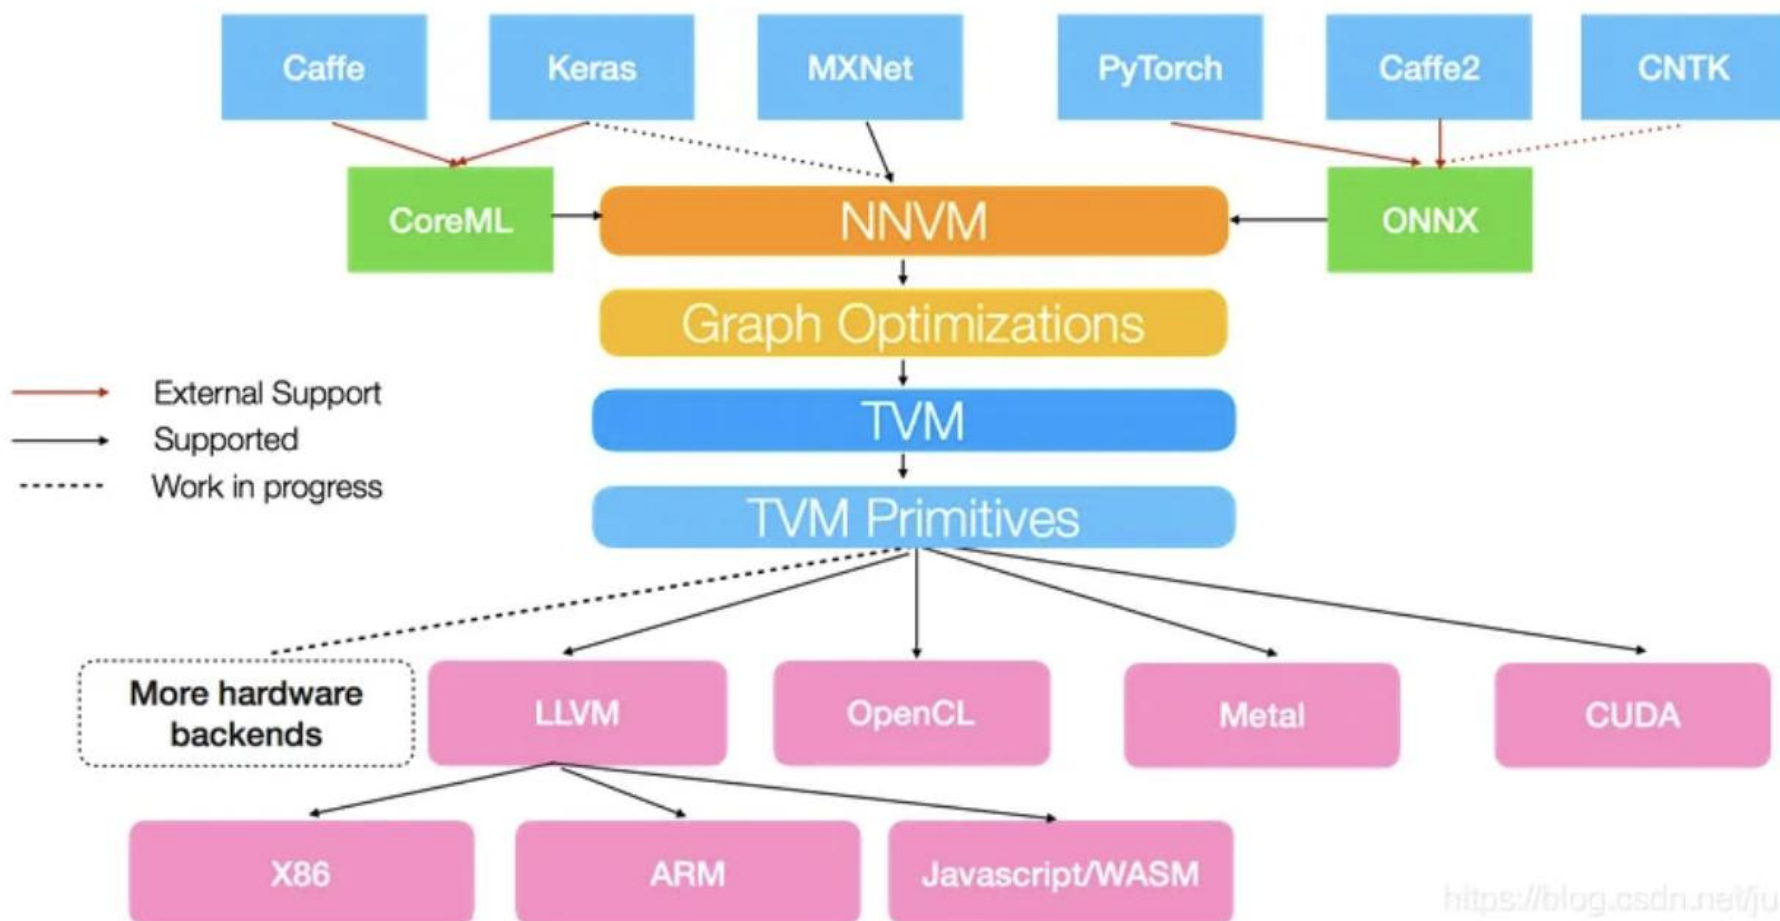 Caffe
Keras
MXNet
PyTorch
Caffe2
CNTK
CoreML
NNVM
ONNX
Graph Optimizations
External Support
TVM
Supported
Work in progress
TVM Primitives
More hardware
backends
LLVM
OpenCL
Metal
CUDA
X86
ARM
Javascript/WASM
https://blog.csdn.net/ju